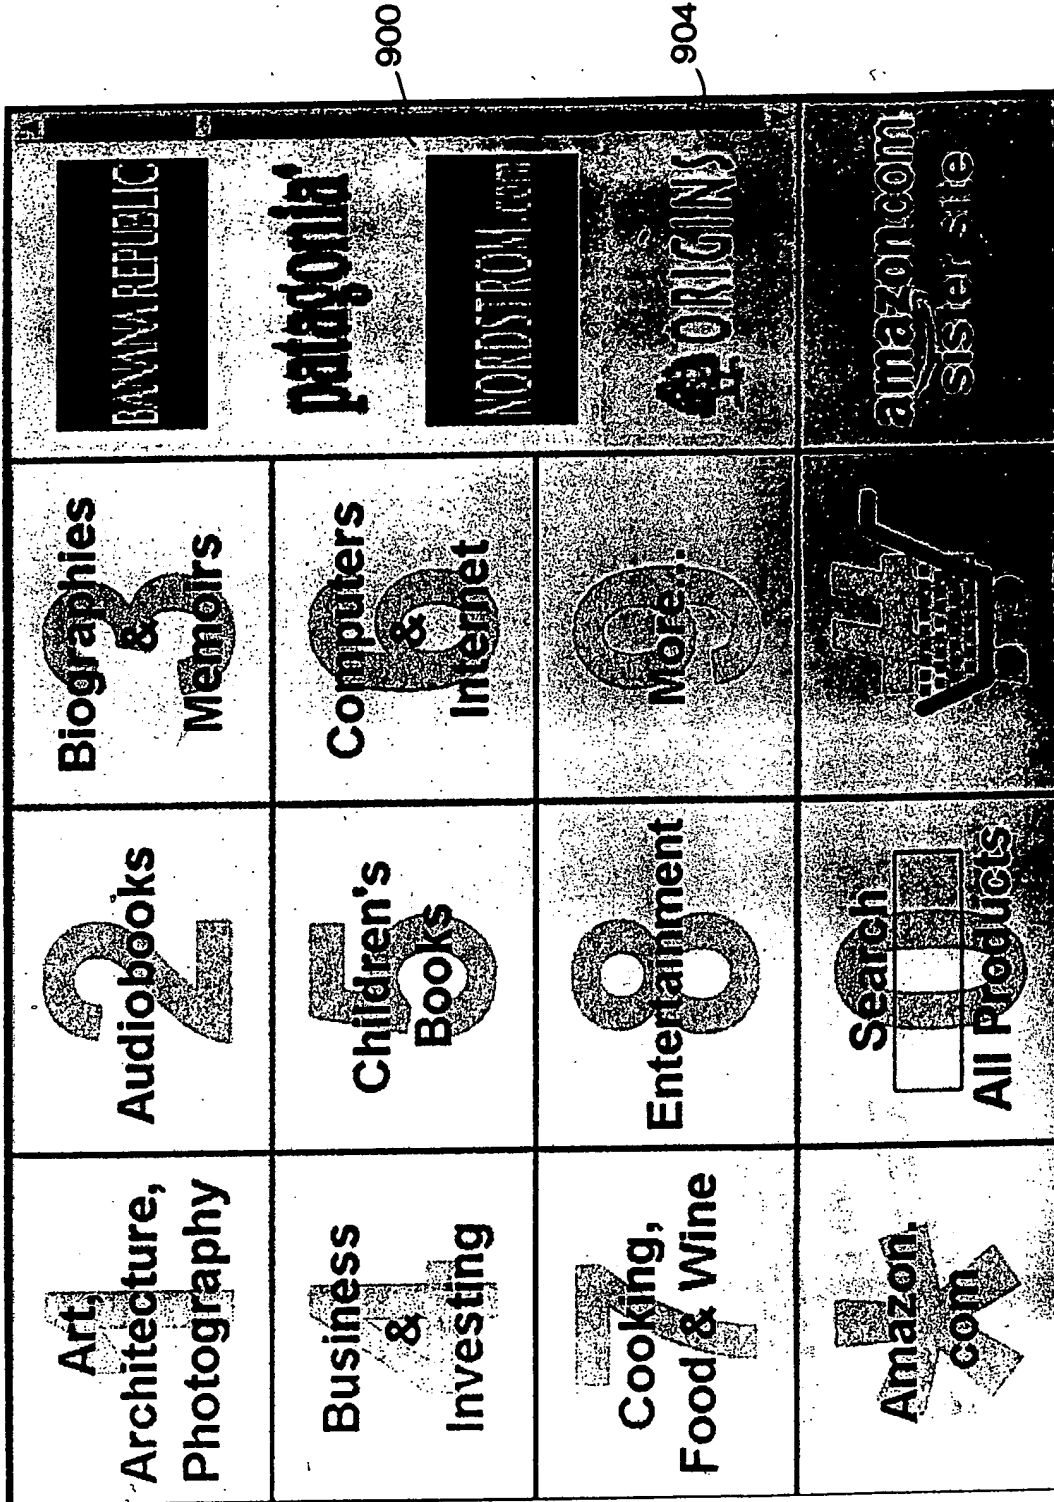 1
Art,
Architecture,
Photography
2
Audiobooks
3
Biographies
&
Memoirs
BANANA REPUBLIC
patagonia
900
4
Business
&
Investing
5
Children's
Books
6
Computers
&
Internet
NORDSTROM.com
ORIGINS
904
7
Cooking,
Food & Wine
8
Entertainment
9
More....
*
Amazon.
com
0
Search
All Products
#
amazon.com
sister site